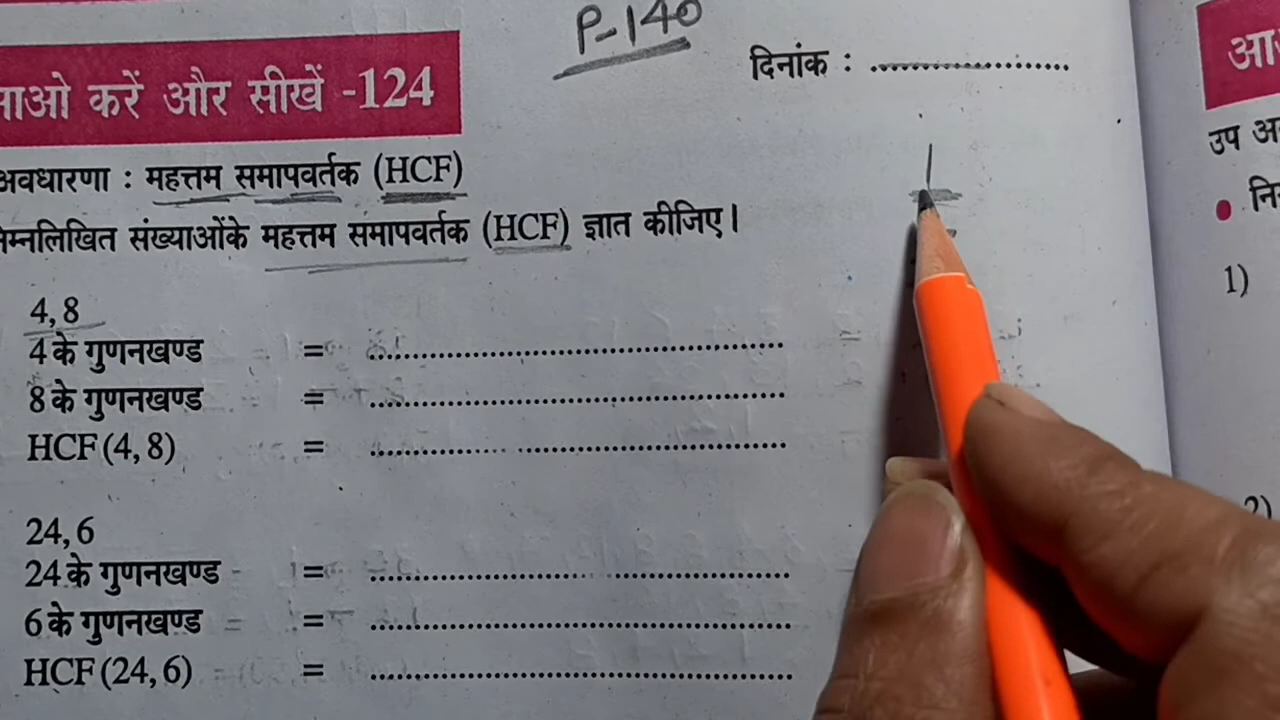 P-140
दिनांक : ......................
करें और सीखें -124
अवधारणा : महत्तम समापवर्तक (HCF)
संख्याओंके महत्तम समापवर्तक (HCF) ज्ञात कीजिए।
4, 8
4 के गुणनखण्ड = ......................
8 के गुणनखण्ड = ......................
HCF (4, 8) = ......................
24, 6
24 के गुणनखण्ड = ......................
6 के गुणनखण्ड = ......................
HCF (24, 6) = ......................
उप
1)
2)